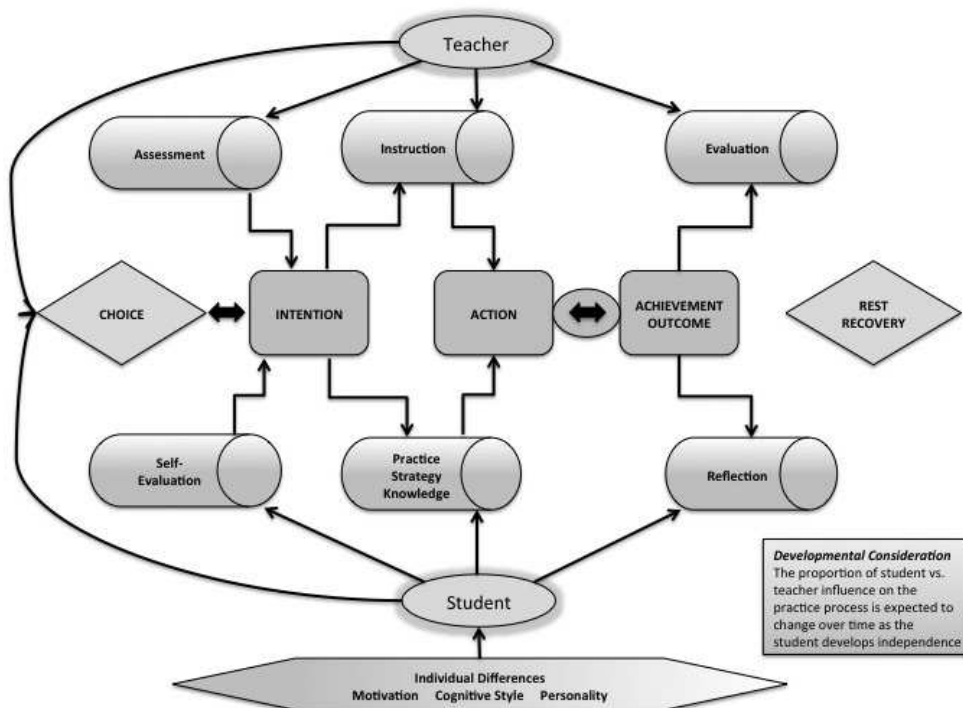 Teacher
Assessment
Instruction
Evaluation
CHOICE
INTENTION
ACTION
ACHIEVEMENT
OUTCOME
REST
RECOVERY
Self-
Evaluation
Practice
Strategy
Knowledge
Reflection
Student
Developmental Consideration
The proportion of student vs.
teacher influence on the
practice process is expected to
change over time as the
student develops independence
Individual Differences
Motivation Cognitive Style Personality